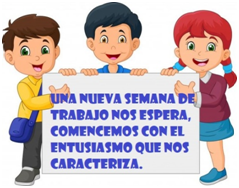 UNA NUEVA SEMANA DE
TRABAJO NOS ESPERA,
COMENCEMOS CON EL
ENTUSIASMO QUE NOS
CARACTERIZA.